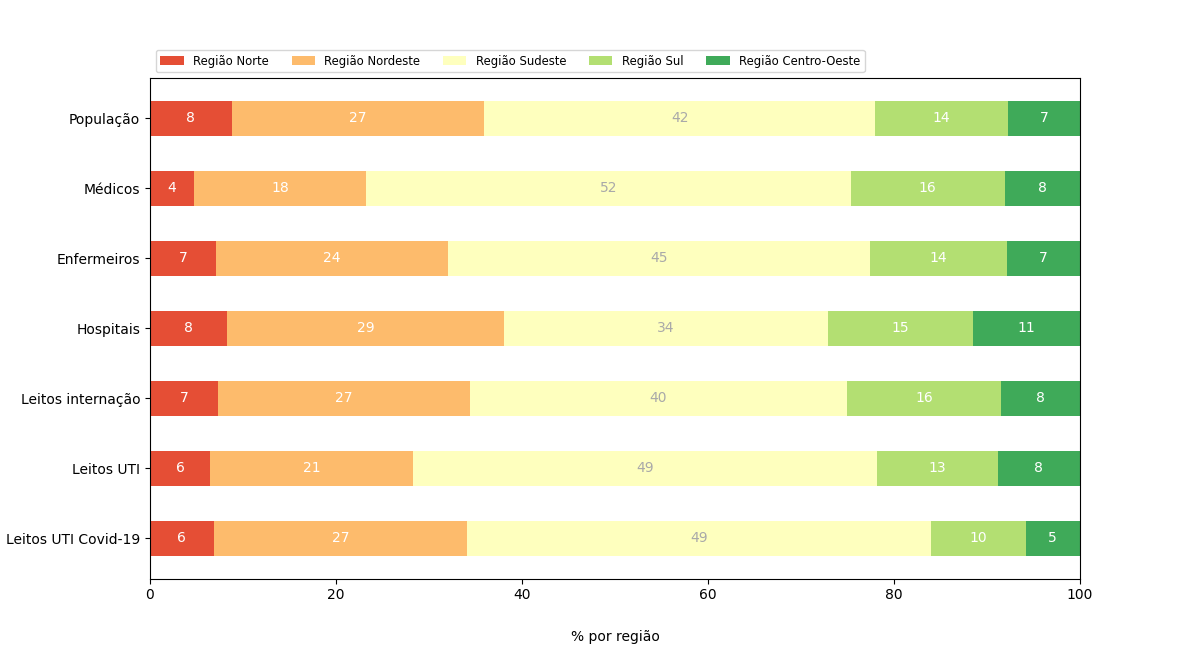 Região Norte Região Nordeste Região Sudeste Região Sul Região Centro-Oeste
População 8 27 42 14 7
Médicos 4 18 52 16 8
Enfermeiros 7 24 45 14 7
Hospitais 8 29 34 15 11
Leitos internação 7 27 40 16 8
Leitos UTI 6 21 49 13 8
Leitos UTI Covid-19 6 27 49 10 5
0 20 40 60 80 100
% por região